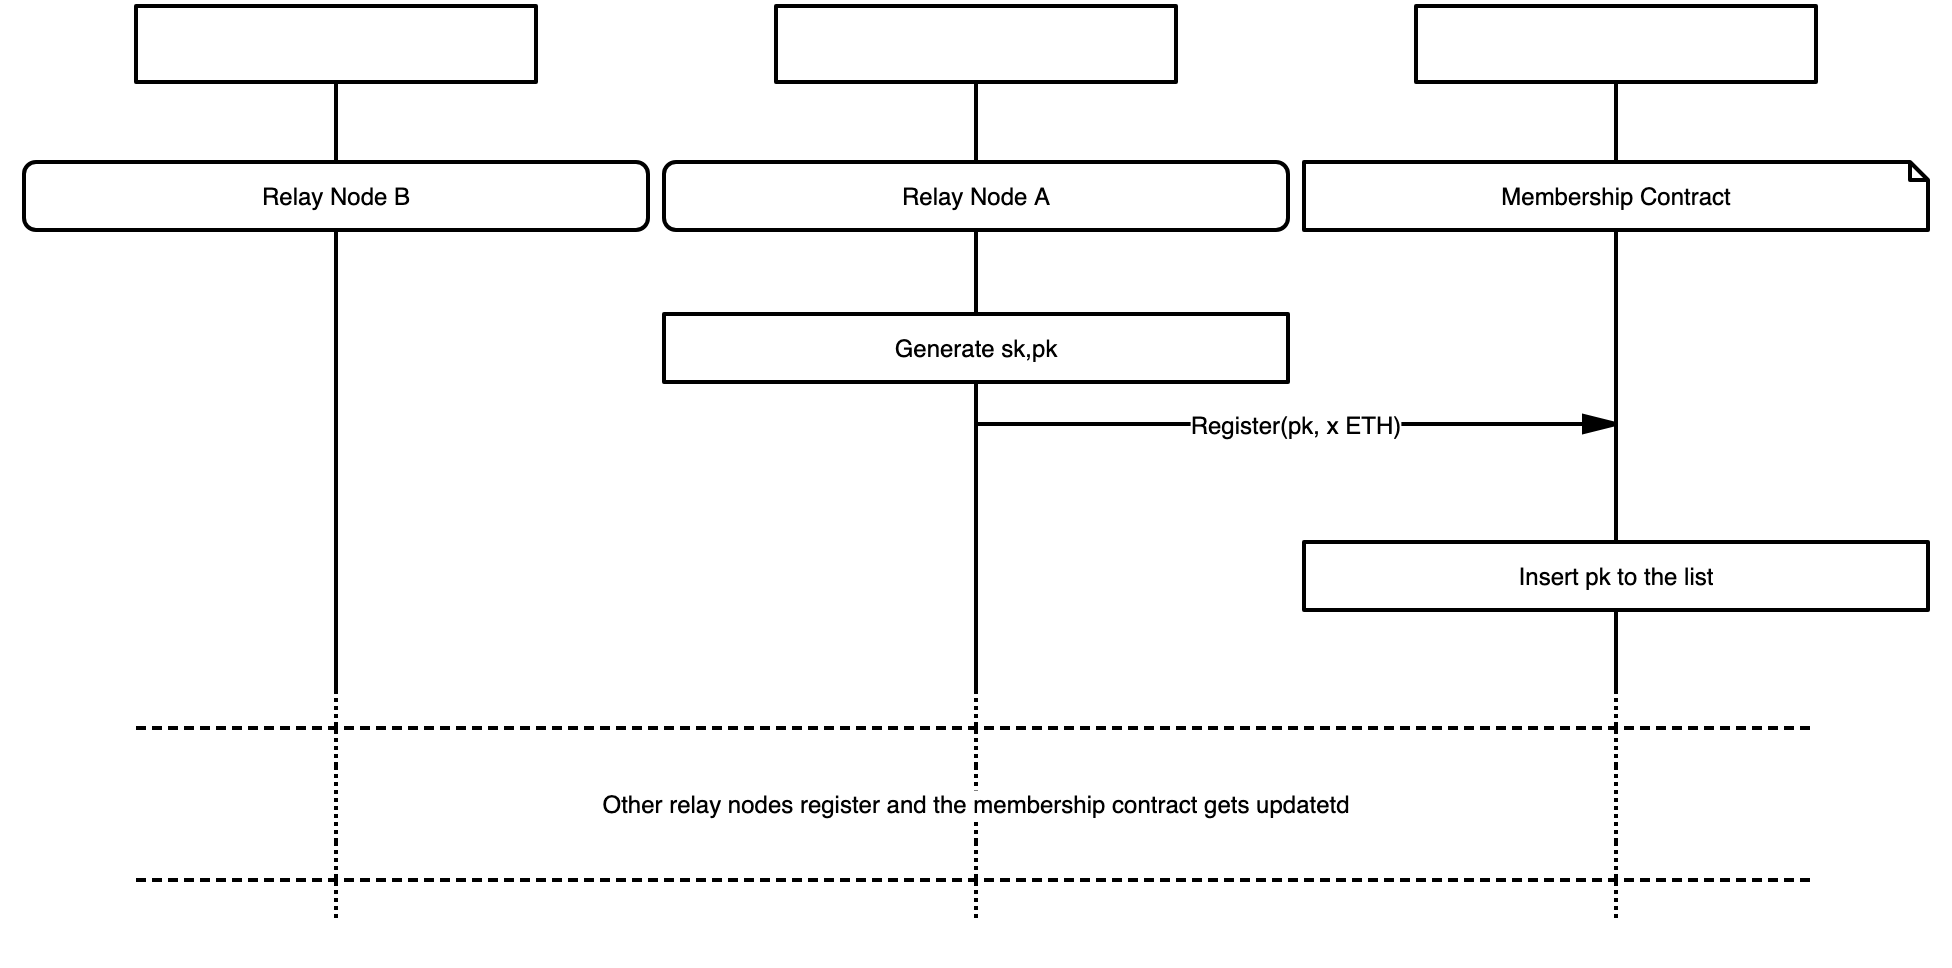 Relay Node B
Relay Node A
Membership Contract
Generate sk,pk
Register(pk, x ETH)
Insert pk to the list
Other relay nodes register and the membership contract gets updatetd